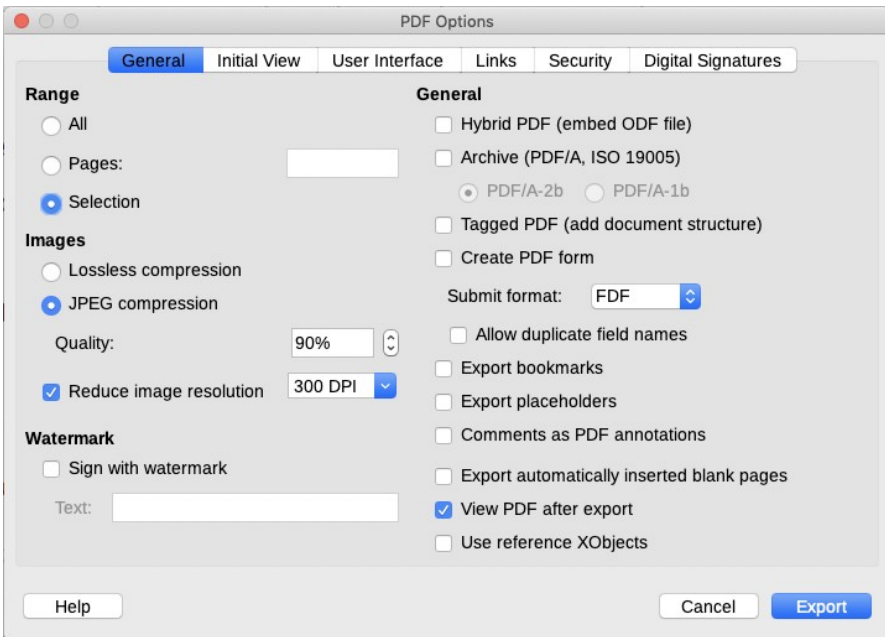 PDF Options
General
Initial View
User Interface
Links
Security
Digital Signatures
Range
All
Pages:
Selection
Images
Lossless compression
JPEG compression
Quality:
90%
Reduce image resolution
300 DPI
Watermark
Sign with watermark
Text:
General
Hybrid PDF (embed ODF file)
Archive (PDF/A, ISO 19005)
PDF/A-2b
PDF/A-1b
Tagged PDF (add document structure)
Create PDF form
Submit format:
FDF
Allow duplicate field names
Export bookmarks
Export placeholders
Comments as PDF annotations
Export automatically inserted blank pages
View PDF after export
Use reference XObjects
Help
Cancel
Export